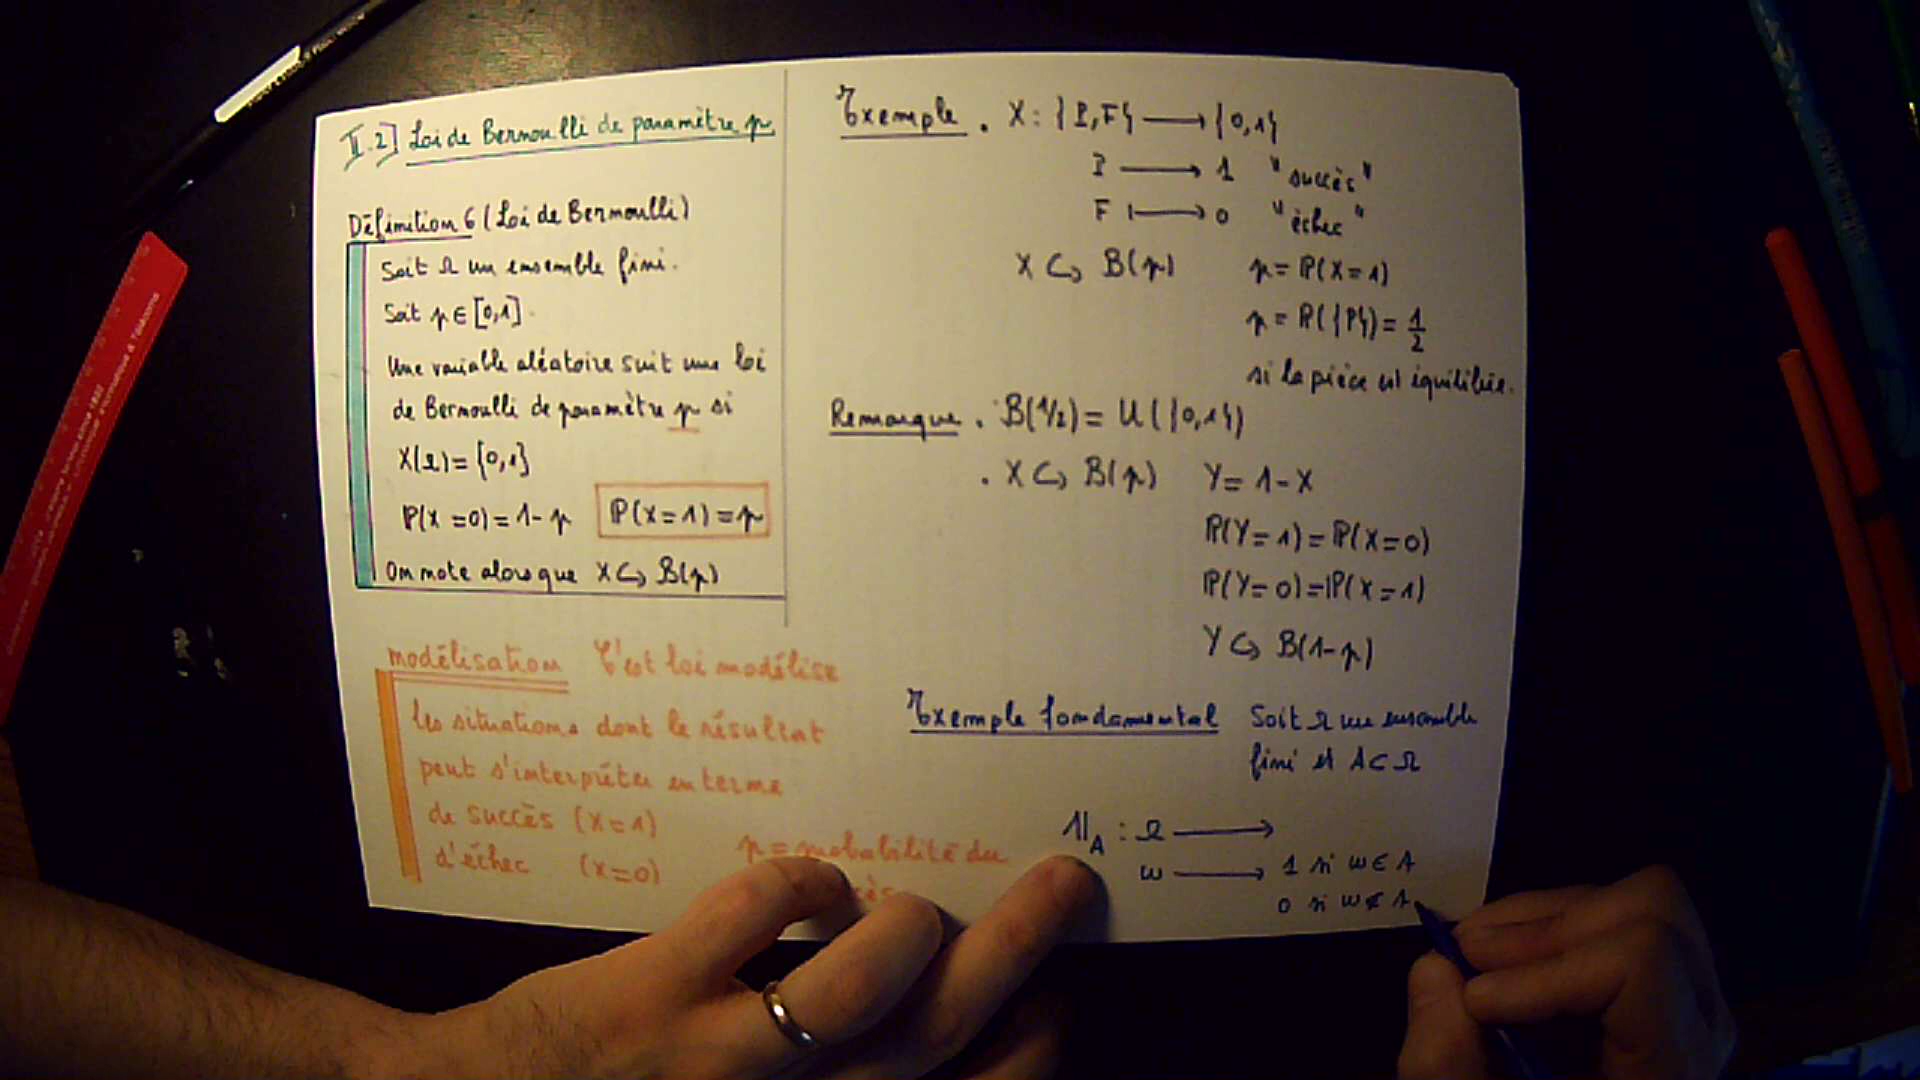 II.2] Loi de Bernoulli de paramètre p
Définition 6 (Loi de Bernoulli)
Soit Ω un ensemble fini.
Soit p ∈ [0,1].
Une variable aléatoire suit une loi
de Bernoulli de paramètre p si
X(Ω) = {0,1}
P(X=0) = 1-p P(X=1) = p
On note alors que X ↪ B(p)
modélisation C'est loi modélise
les situations dont le résultat
peut s'interpréter en terme
de succès (X=1)
d'échec (X=0)
p = probabilité du
Exemple . X : {P,F} ⟶ {0,1}
P ⟶ 1 "succès"
F ⟼ 0 "échec"
X ↪ B(p) p = P(X=1)
p = P({P}) = 1/2
si la pièce est équilibrée.
Remarque . B(1/2) = U({0,1})
. X ↪ B(p) Y = 1-X
P(Y=1) = P(X=0)
P(Y=0) = P(X=1)
Y ↪ B(1-p)
Exemple fondamental Soit Ω un ensemble
fini et A ⊂ Ω
𝟙_A : Ω ⟶
ω ⟶ 1 si ω ∈ A
0 si ω ∉ A